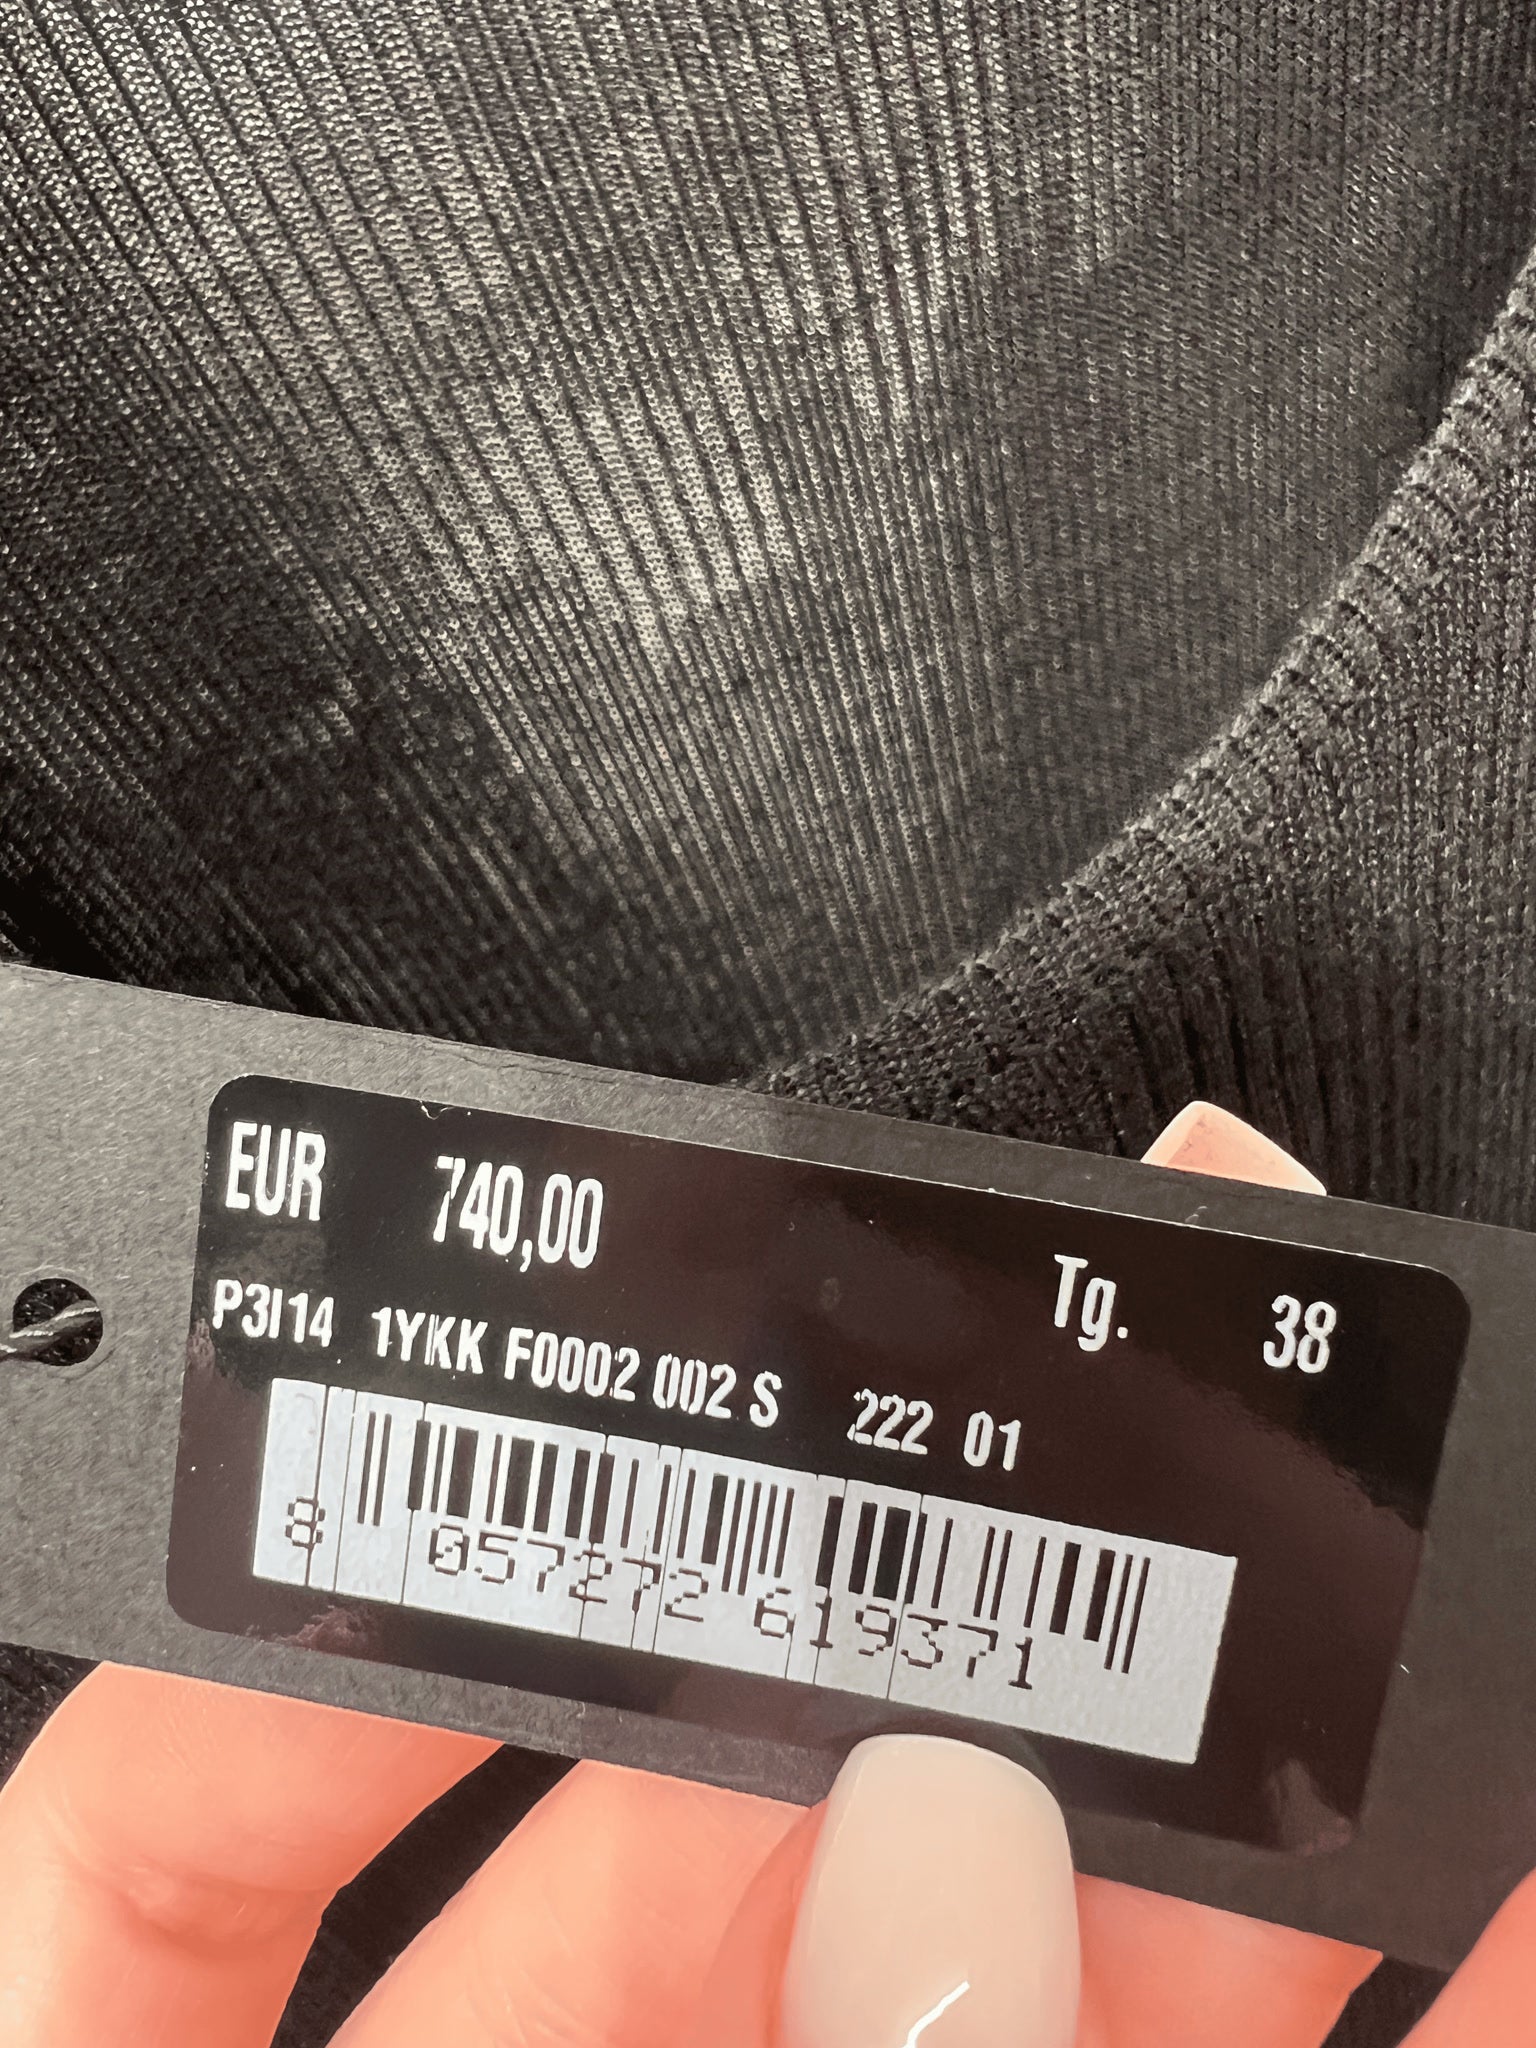 EUR 740,00
Tg. 38
P3I14 1YKK F0002 002 S 222 01
8 057272 619371